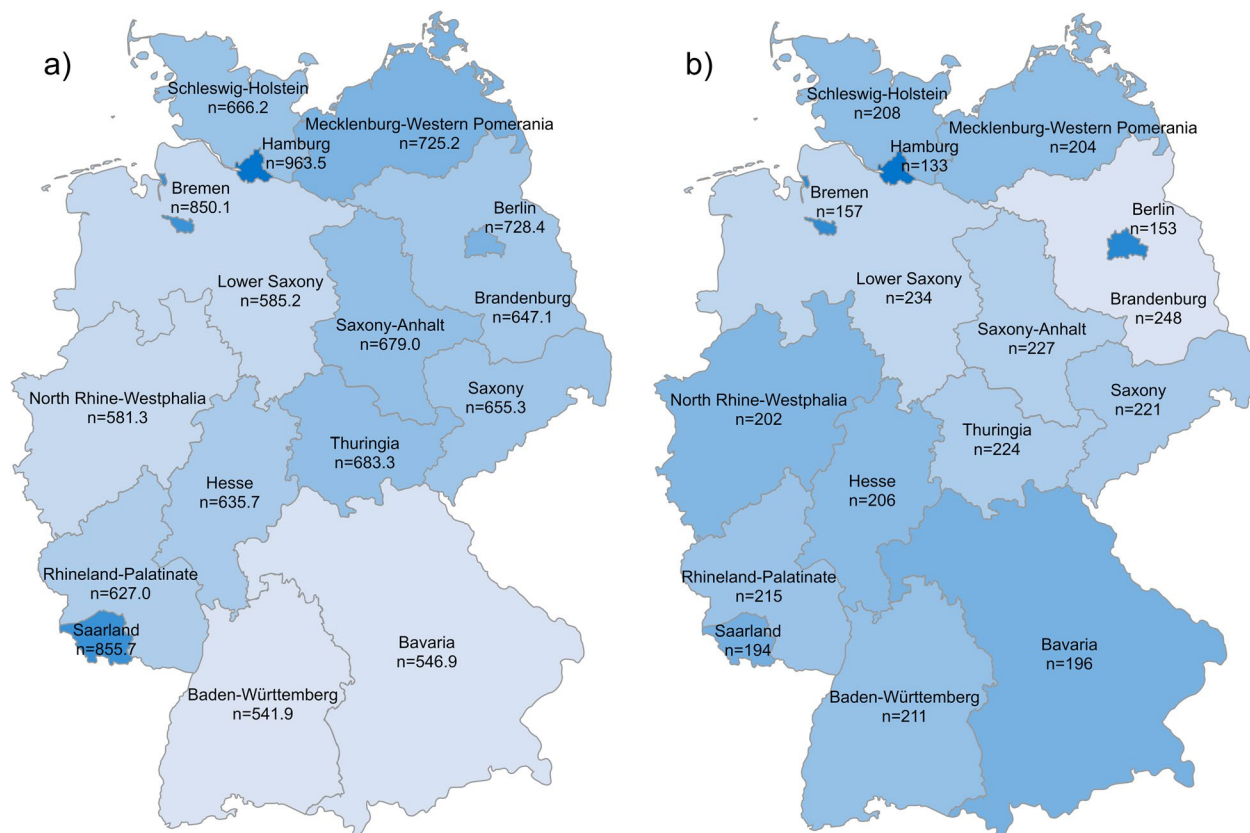 a)
Schleswig-Holstein
n=666.2
Mecklenburg-Western Pomerania
n=725.2
Hamburg
n=963.5
Bremen
n=850.1
Berlin
n=728.4
Lower Saxony
n=585.2
Brandenburg
n=647.1
Saxony-Anhalt
n=679.0
North Rhine-Westphalia
n=581.3
Saxony
n=655.3
Thuringia
n=683.3
Hesse
n=635.7
Rhineland-Palatinate
n=627.0
Saarland
n=855.7
Bavaria
n=546.9
Baden-Württemberg
n=541.9
b)
Schleswig-Holstein
n=208
Mecklenburg-Western Pomerania
n=204
Hamburg
n=133
Bremen
n=157
Berlin
n=153
Lower Saxony
n=234
Brandenburg
n=248
Saxony-Anhalt
n=227
North Rhine-Westphalia
n=202
Saxony
n=221
Thuringia
n=224
Hesse
n=206
Rhineland-Palatinate
n=215
Saarland
n=194
Bavaria
n=196
Baden-Württemberg
n=211